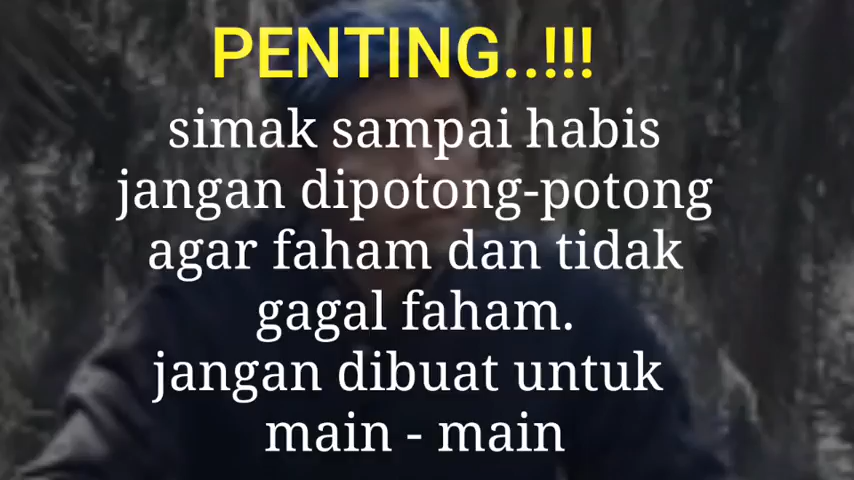 PENTING..!!!
simak sampai habis
jangan dipotong-potong
agar faham dan tidak
gagal faham.
jangan dibuat untuk
main - main